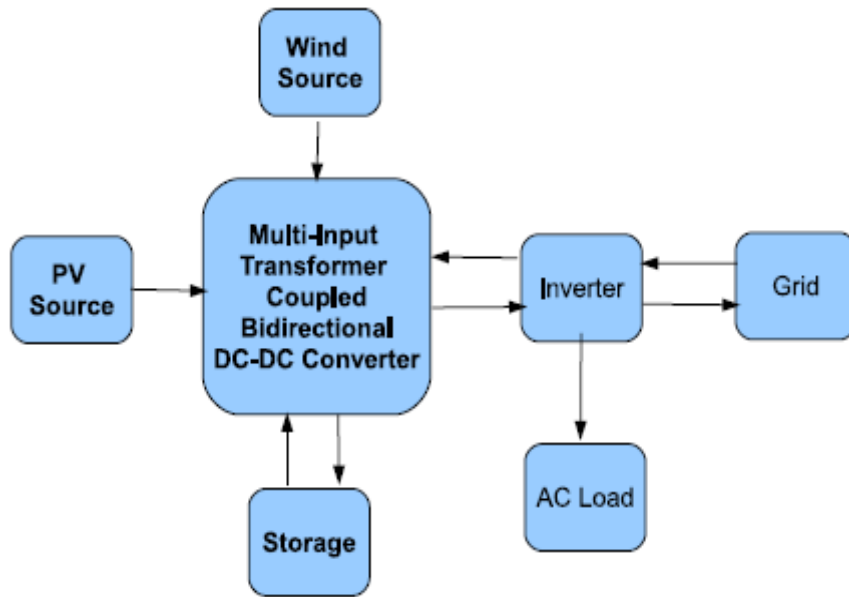 Wind
Source
PV
Source
Multi-Input
Transformer
Coupled
Bidirectional
DC-DC Converter
Inverter
Grid
Storage
AC Load